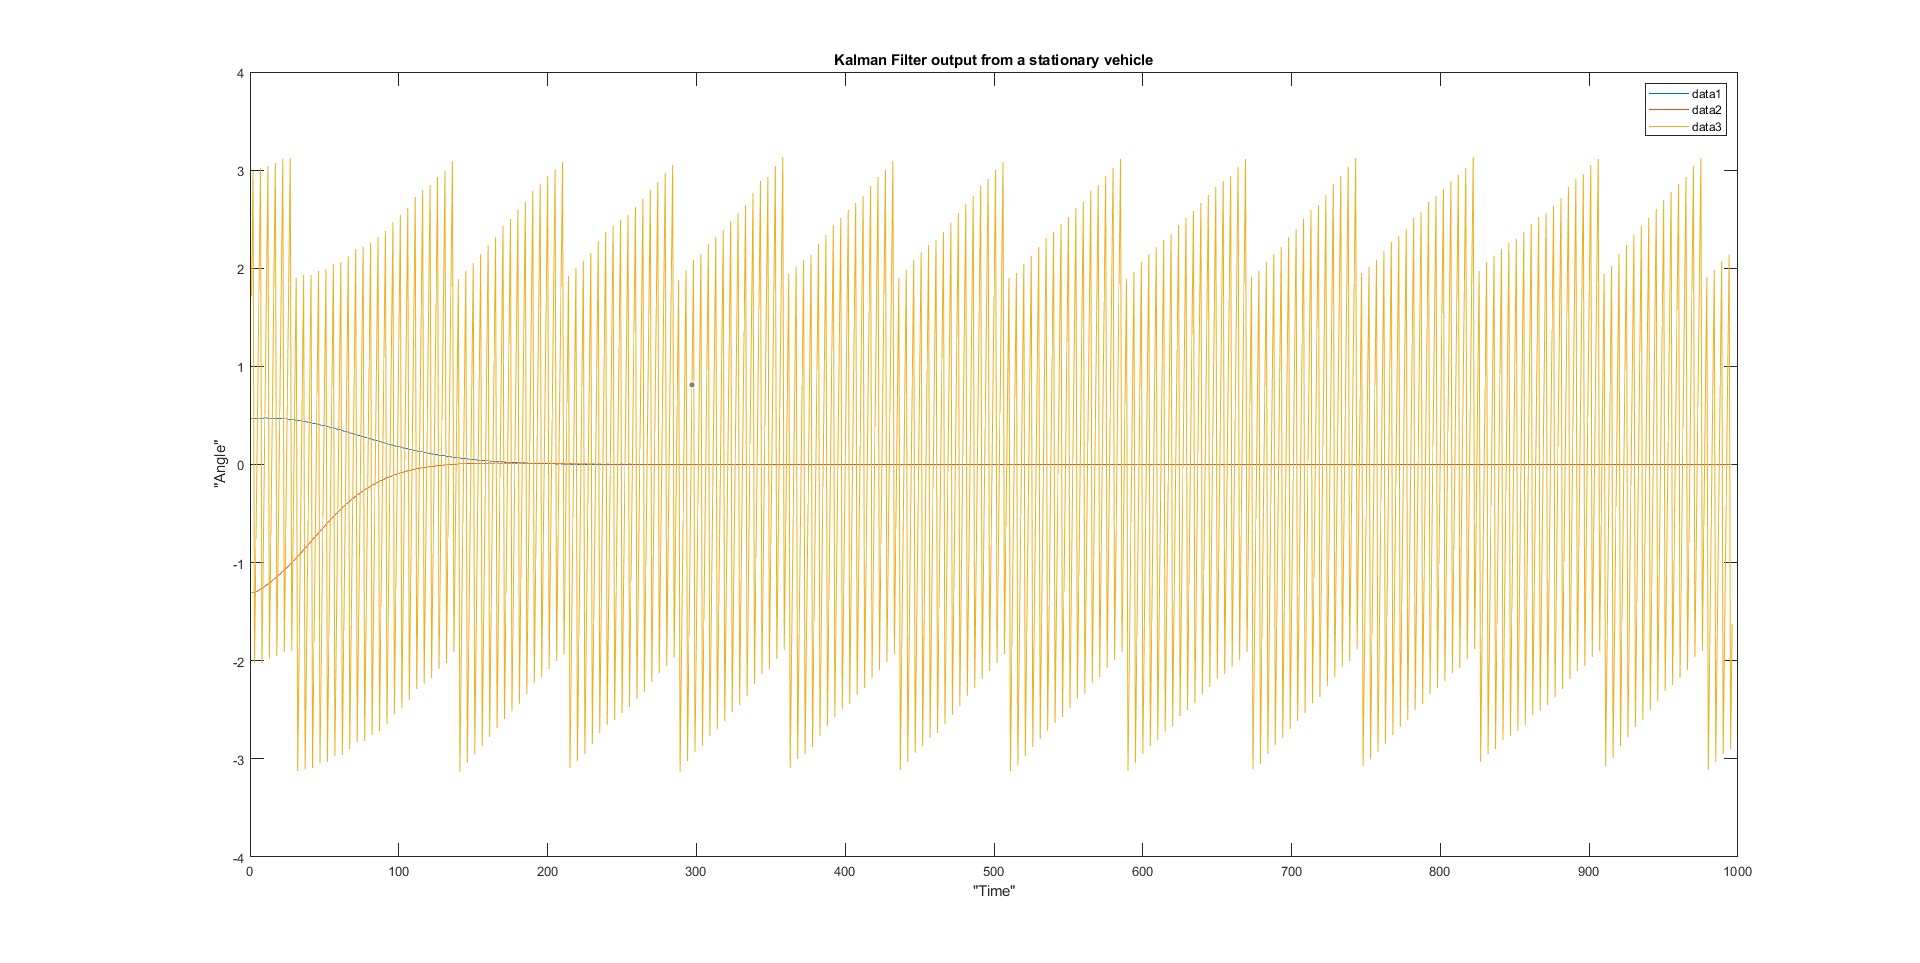 Kalman Filter output from a stationary vehicle
4
3
2
1
0
-1
-2
-3
-4
"Angle"
data1
data2
data3
0 100 200 300 400 500 600 700 800 900 1000
"Time"